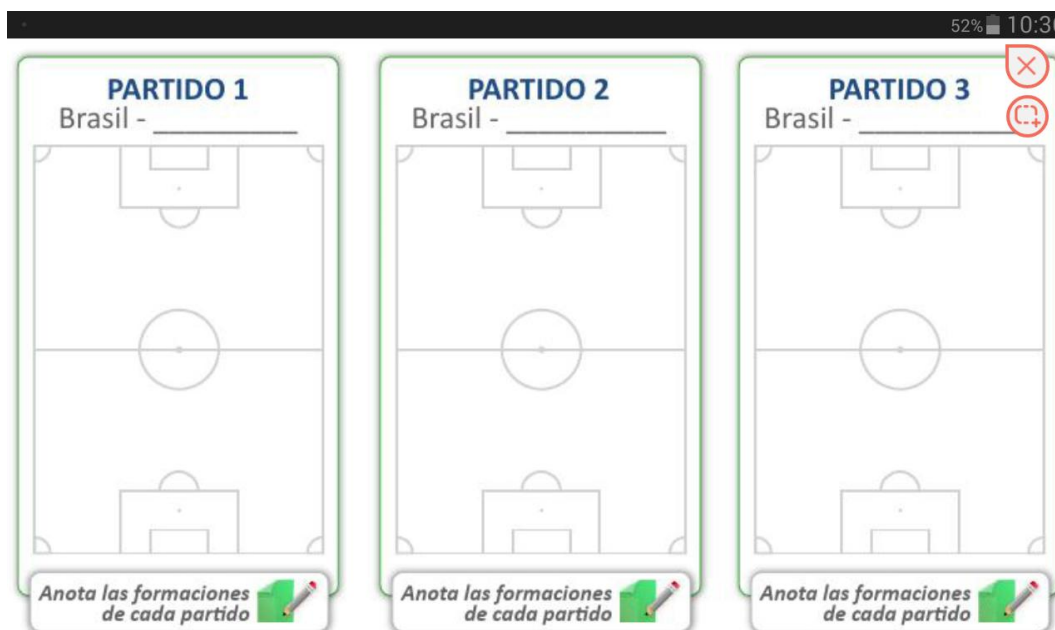 52% 10:30
PARTIDO 1
Brasil - _________
Anota las formaciones
de cada partido
PARTIDO 2
Brasil - __________
Anota las formaciones
de cada partido
PARTIDO 3
Brasil - __________
Anota las formaciones
de cada partido